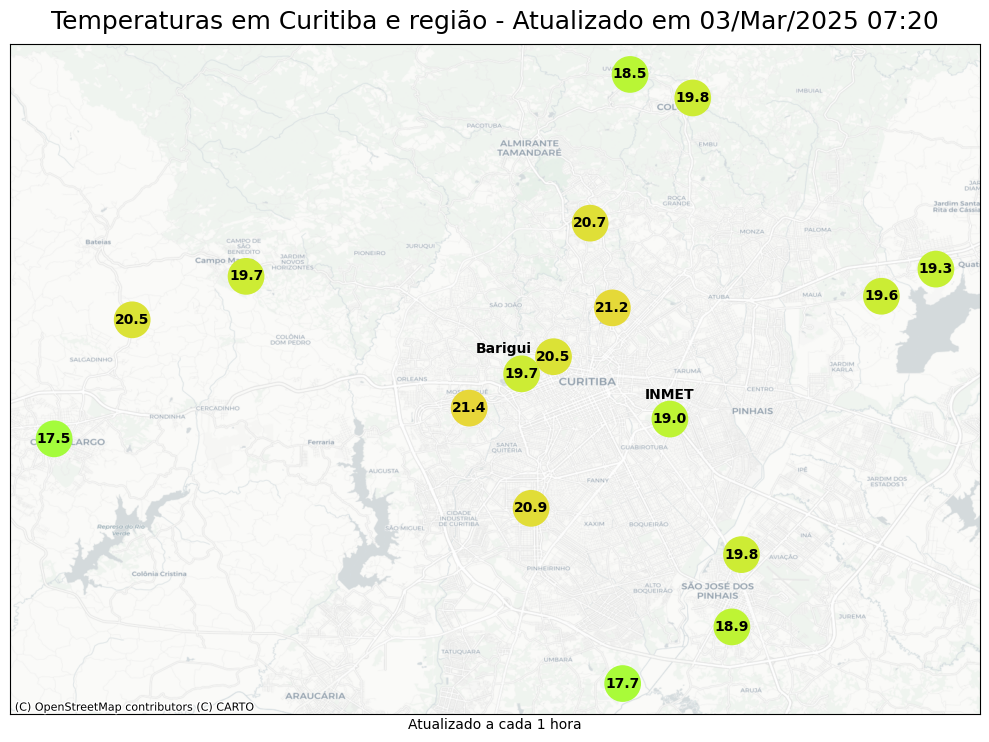 Temperaturas em Curitiba e região - Atualizado em 03/Mar/2025 07:20
18.5
19.8
IMBUIAL
PACOTUBA
ALMIRANTE
TAMANDARÉ
EMBU
ROÇA
GRANDE
Jardim Santa
Rita de Cássia
20.7
MONZA
PALOMA
Bateias
CAMPO DE
SÃO
BENEDITO
JURUQUI
PIONEIRO
JARDIM
NOVOS
HORIZONTES
19.7
19.3
19.6
ATUBA
MAUÁ
SÃO JOÃO
21.2
20.5
COLÔNIA
DOM PEDRO
Barigui
20.5
SALGADINHO
JARDIM
KARLA
TARUMÃ
19.7
ORLEANS
CURITIBA
CENTRO
INMET
21.4
CERCADINHO
RONDINHA
PINHAIS
19.0
17.5
Ferraria
SANTA
QUITÉRIA
GUABIROTUBA
AUGUSTA
IPÊ
FANNY
JARDIM DOS
ESTADOS I
20.9
CIDADE
INDUSTRIAL
DE CURITIBA
SÃO MIGUEL
XAXIM
BOQUEIRÃO
Represa do Rio
Verde
INÁ
19.8
AVIAÇÃO
PINHEIRINHO
Colônia Cristina
ALTO
BOQUEIRÃO
SÃO JOSÉ DOS
PINHAIS
JUREMA
18.9
TATUQUARA
UMBARÁ
17.7
ARUJÁ
ARAUCÁRIA
(C) OpenStreetMap contributors (C) CARTO
Atualizado a cada 1 hora